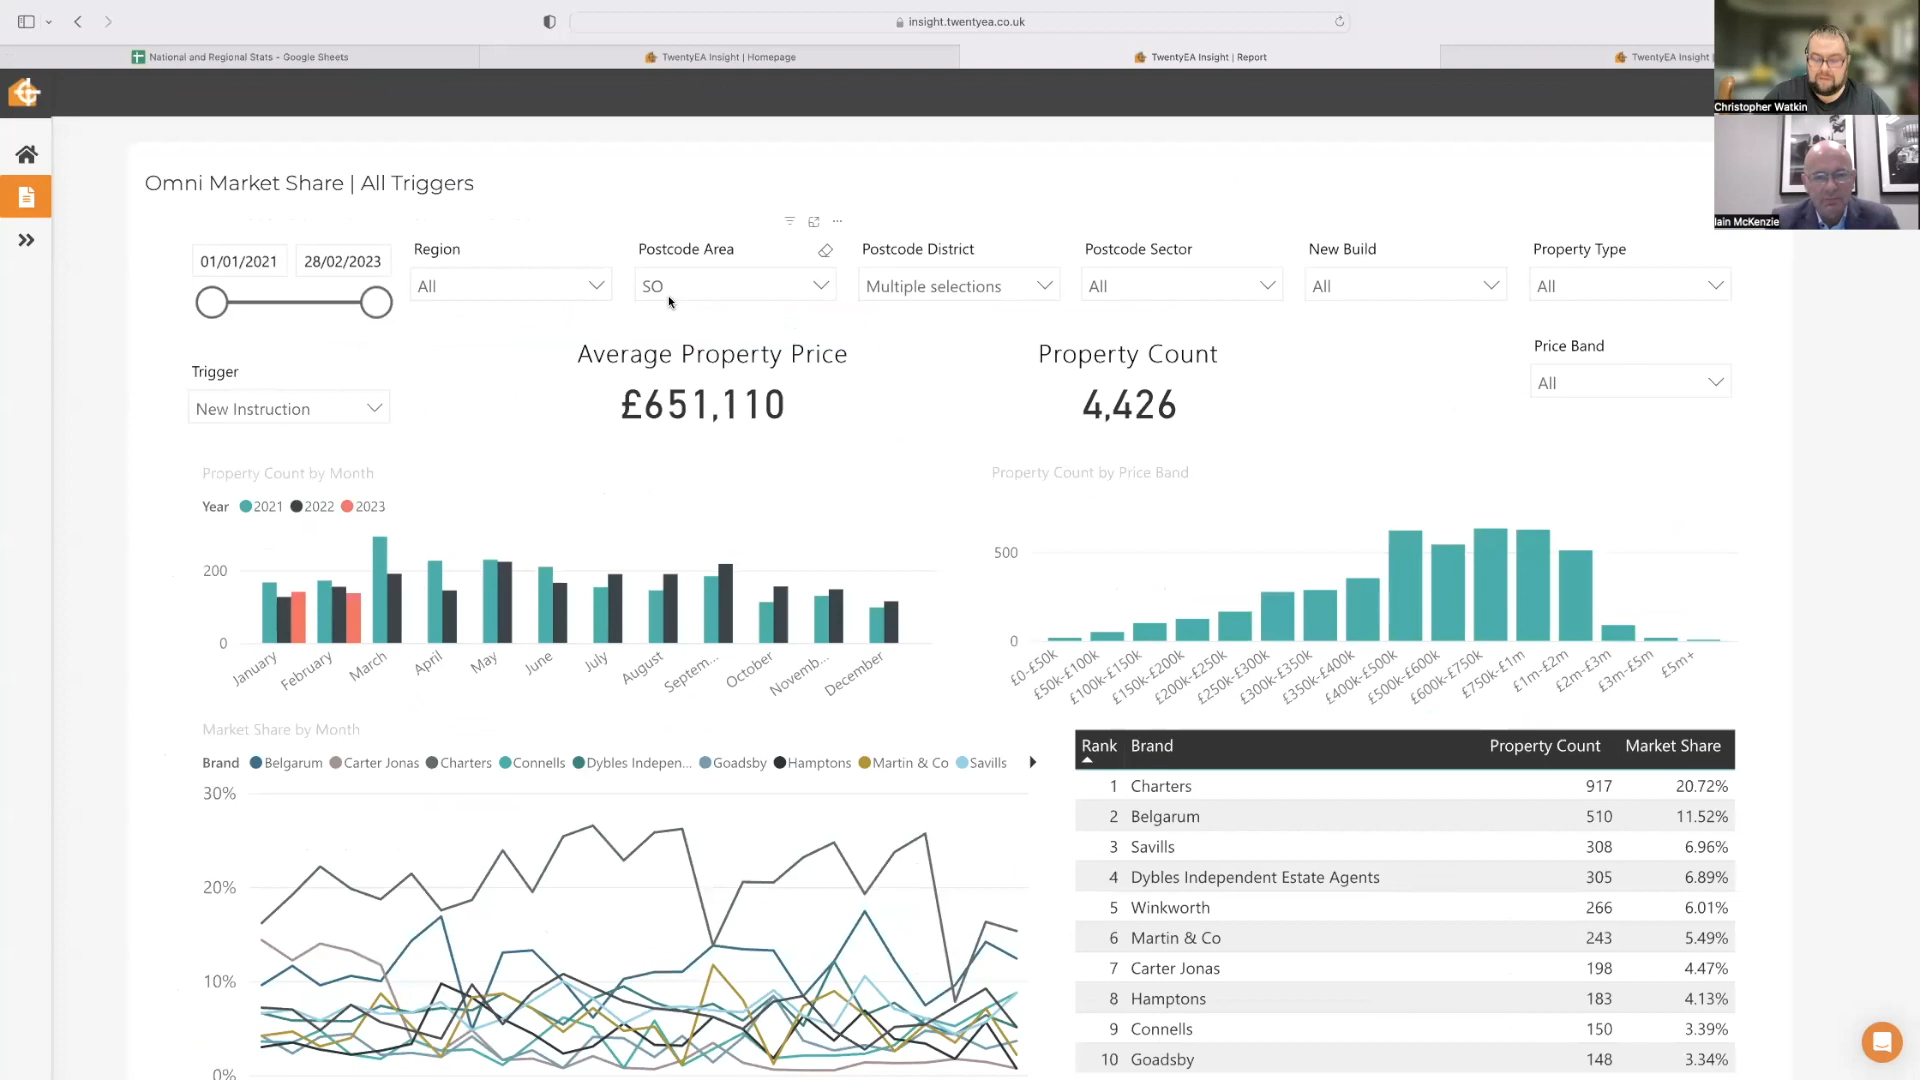 insight.twentyea.co.uk
National and Regional Stats - Google Sheets
TwentyEA Insight | Homepage
TwentyEA Insight | Report
TwentyEA Insight |
Christopher Watkin
Iain McKenzie
Omni Market Share | All Triggers
Region
Postcode Area
Postcode District
Postcode Sector
New Build
Property Type
01/01/2021
28/02/2023
All
SO
Multiple selections
All
All
All
Trigger
New Instruction
Average Property Price
£651,110
Property Count
4,426
Price Band
All
Property Count by Month
Year 2021 2022 2023
200
0
January
February
March
April
May
June
July
August
Septem...
October
Novemb...
December
Property Count by Price Band
500
0
£0-£50k
£50k-£100k
£100k-£150k
£150k-£200k
£200k-£250k
£250k-£300k
£300k-£350k
£350k-£400k
£400k-£500k
£500k-£600k
£600k-£750k
£750k-£1m
£1m-£2m
£2m-£3m
£3m-£5m
£5m+
Market Share by Month
Brand Belgarum Carter Jonas Charters Connells Dybles Indepen... Goadsby Hamptons Martin & Co Savills
30%
20%
10%
0%
Rank Brand Property Count Market Share
1 Charters 917 20.72%
2 Belgarum 510 11.52%
3 Savills 308 6.96%
4 Dybles Independent Estate Agents 305 6.89%
5 Winkworth 266 6.01%
6 Martin & Co 243 5.49%
7 Carter Jonas 198 4.47%
8 Hamptons 183 4.13%
9 Connells 150 3.39%
10 Goadsby 148 3.34%